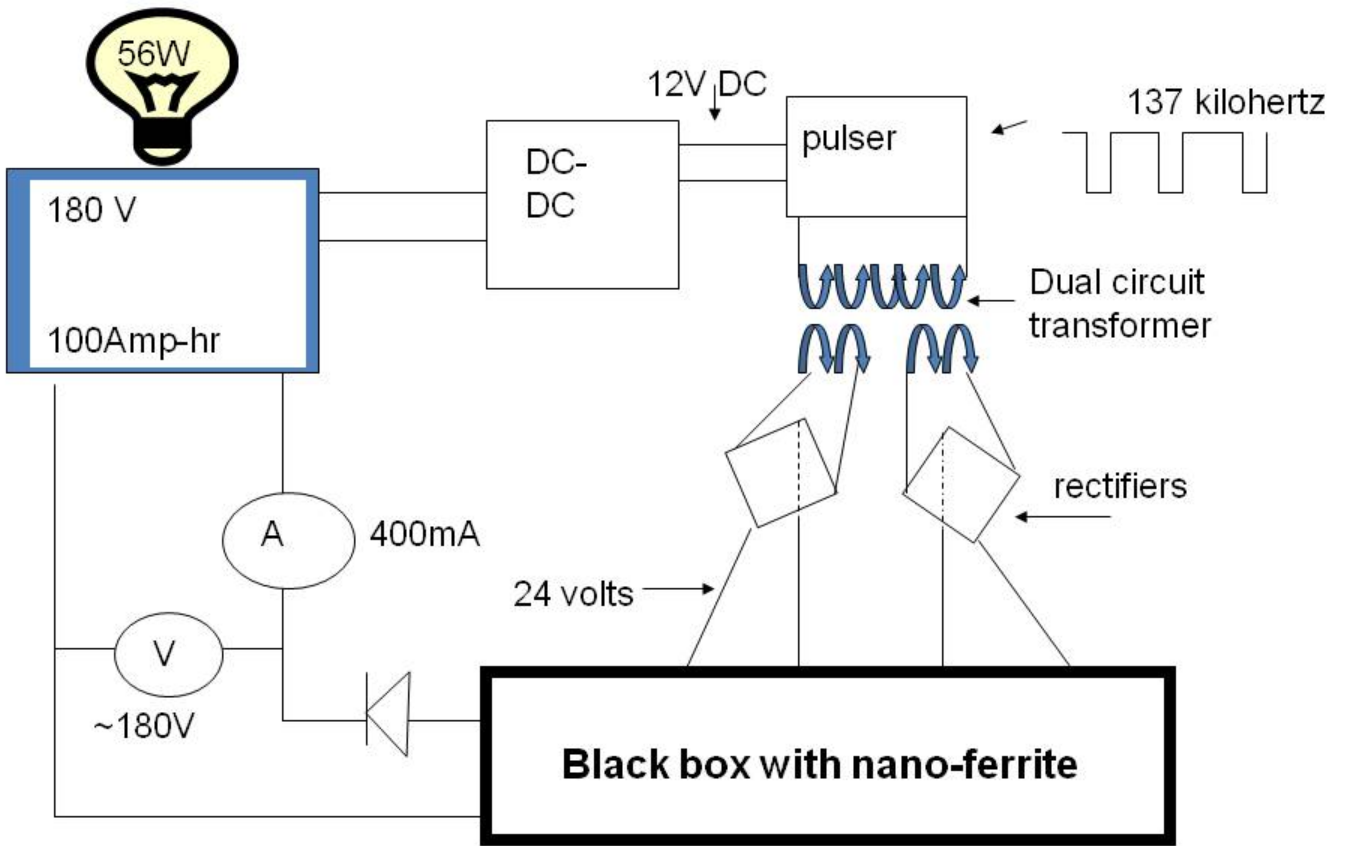 56W
180 V
100Amp-hr
DC-
DC
12V DC
pulser
137 kilohertz
Dual circuit
transformer
rectifiers
24 volts
A
400mA
V
~180V
Black box with nano-ferrite